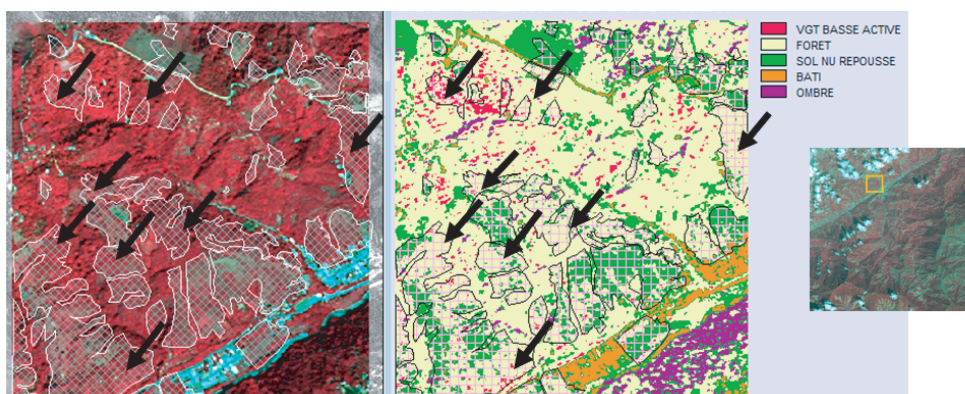 VGT BASSE ACTIVE
FORET
SOL NU REPOUSSE
BATI
OMBRE